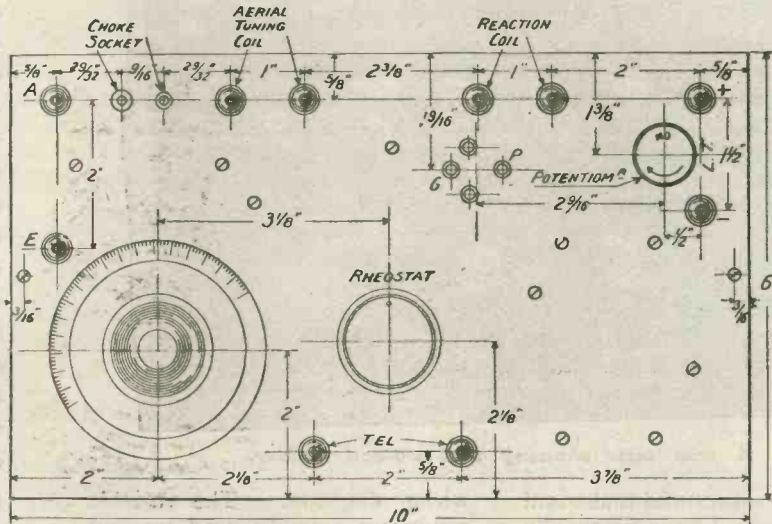 CHOKE
SOCKET
AERIAL
TUNING
COIL
REACTION
COIL
5/8"
29/32"
9/16"
29/32"
1"
2 3/8"
1"
2"
5/8"
5/8"
A
+
1 3/8"
19/16"
1 1/2"
2"
G
P
POTENTIOMR
2 9/16"
3 1/8"
1/2"
-
E
RHEOSTAT
6"
3/16"
3/16"
2"
2 1/8"
TEL
5/8"
2"
2 1/8"
2"
3 7/8"
10"